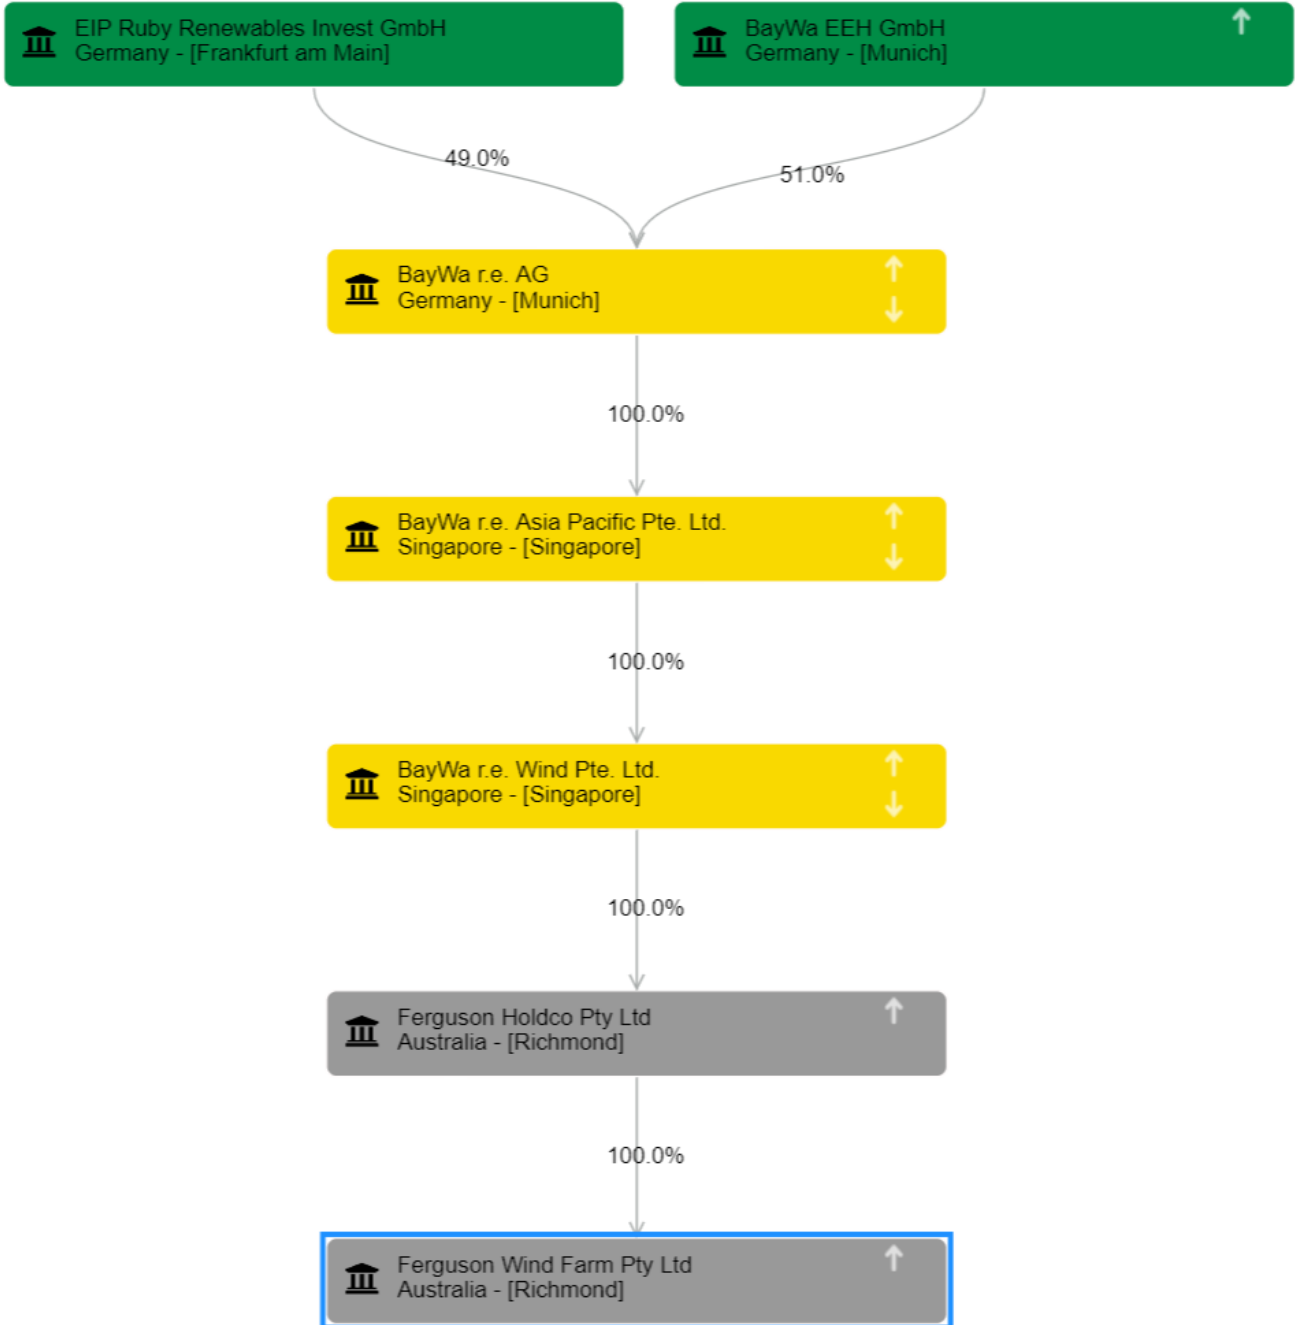 EIP Ruby Renewables Invest GmbH
Germany - [Frankfurt am Main]
BayWa EEH GmbH
Germany - [Munich]
49.0%
51.0%
BayWa r.e. AG
Germany - [Munich]
100.0%
BayWa r.e. Asia Pacific Pte. Ltd.
Singapore - [Singapore]
100.0%
BayWa r.e. Wind Pte. Ltd.
Singapore - [Singapore]
100.0%
Ferguson Holdco Pty Ltd
Australia - [Richmond]
100.0%
Ferguson Wind Farm Pty Ltd
Australia - [Richmond]